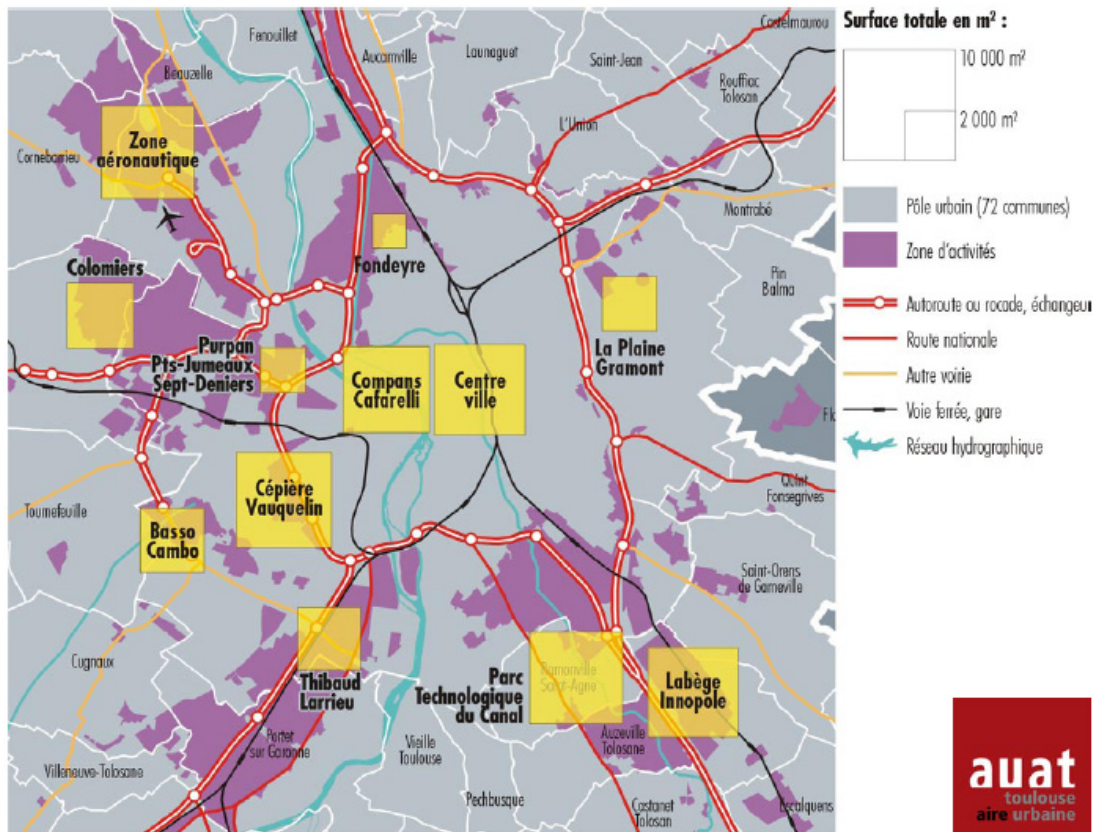 Fenouillet
Aucamville
Launaguet
Castelmaurou
Saint-Jean
Rouffiac
Tolosan
Beauzelle
L'Union
Cornebarrieu
Zone
aéronautique
Montrabé
Fondeyre
Colomiers
Pin
Balma
Purpan
Pts-Jumeaux
Sept-Deniers
Compans
Cafarelli
Centre
ville
La Plaine
Gramont
Fl
Cépière
Vauquelin
Quint
Fonsegrives
Tournefeuille
Basso
Cambo
Saint-Orens
de Gameville
Cugnaux
Thibaud
Larrieu
Parc
Technologique
du Canal
Ramonville
Saint-Agne
Labège
Innopole
Portet
sur Garonne
Vieille
Toulouse
Auzeville
Tolosane
Villeneuve-Tolosane
Pechbusque
Castanet
Tolosan
Escalquens
Surface totale en m² :
10 000 m²
2 000 m²
Pôle urbain (72 communes)
Zone d'activités
Autoroute ou rocade, échangeu
Route nationale
Autre voirie
Voie ferrée, gare
Réseau hydrographique
auat
toulouse
aire urbaine